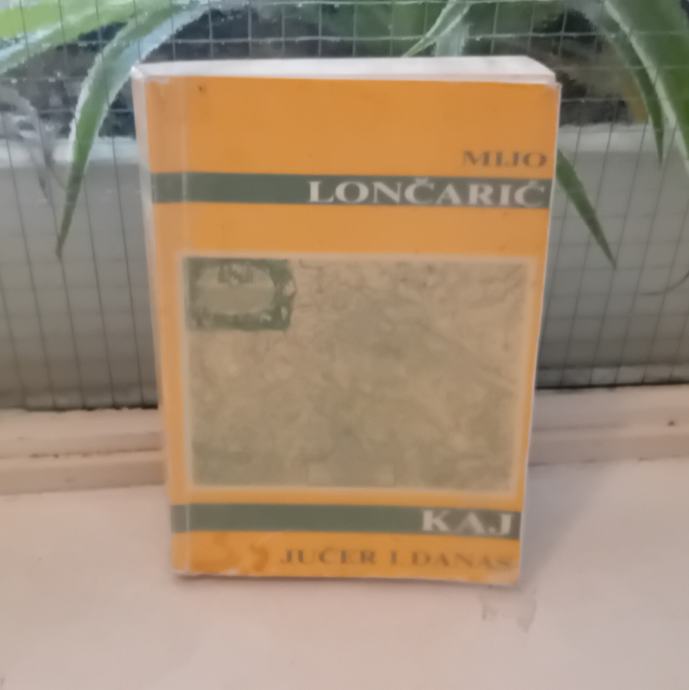 MIJO
LONČARIĆ
KAJ
JUČER I DANAS